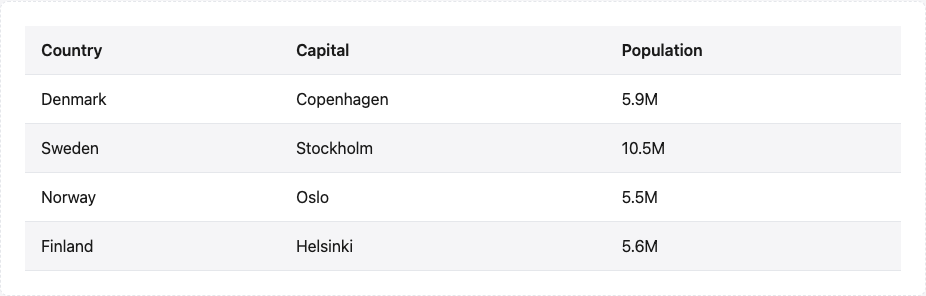 Country Capital Population
Denmark Copenhagen 5.9M
Sweden Stockholm 10.5M
Norway Oslo 5.5M
Finland Helsinki 5.6M